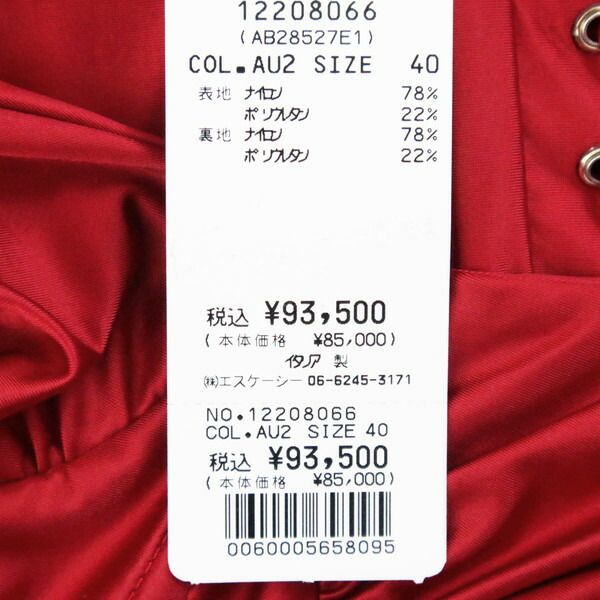 12208066
(AB28527E1)
COL.AU2 SIZE 40
表地 ナイロン 78%
ポリウレタン 22%
裏地 ナイロン 78%
ポリウレタン 22%
税込 ¥93,500
(本体価格 ¥85,000)
イタリア 製
㈱エスケーシー 06-6245-3171
NO.12208066
COL.AU2 SIZE 40
税込 ¥93,500
(本体価格 ¥85,000)
0060005658095